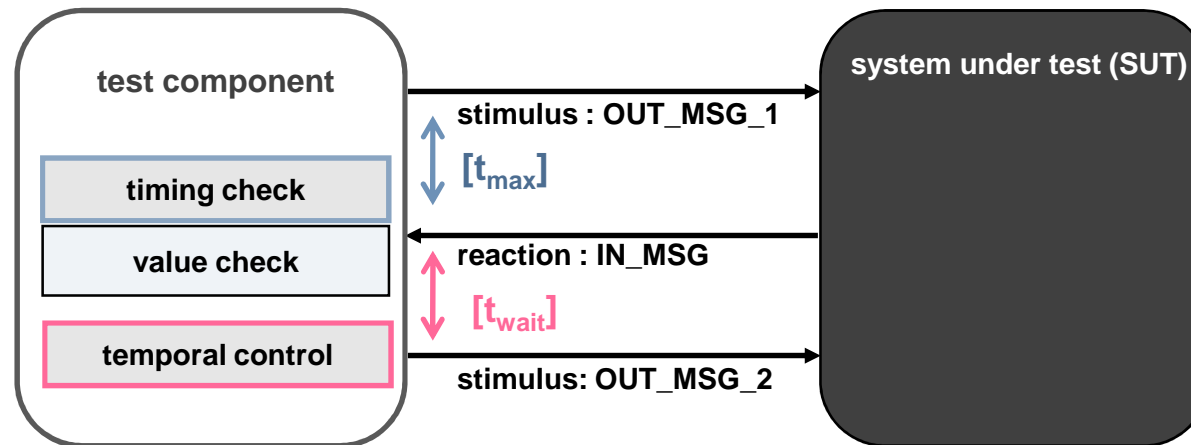 test component
system under test (SUT)
stimulus : OUT_MSG_1
[tmax]
timing check
reaction : IN_MSG
value check
[twait]
temporal control
stimulus: OUT_MSG_2